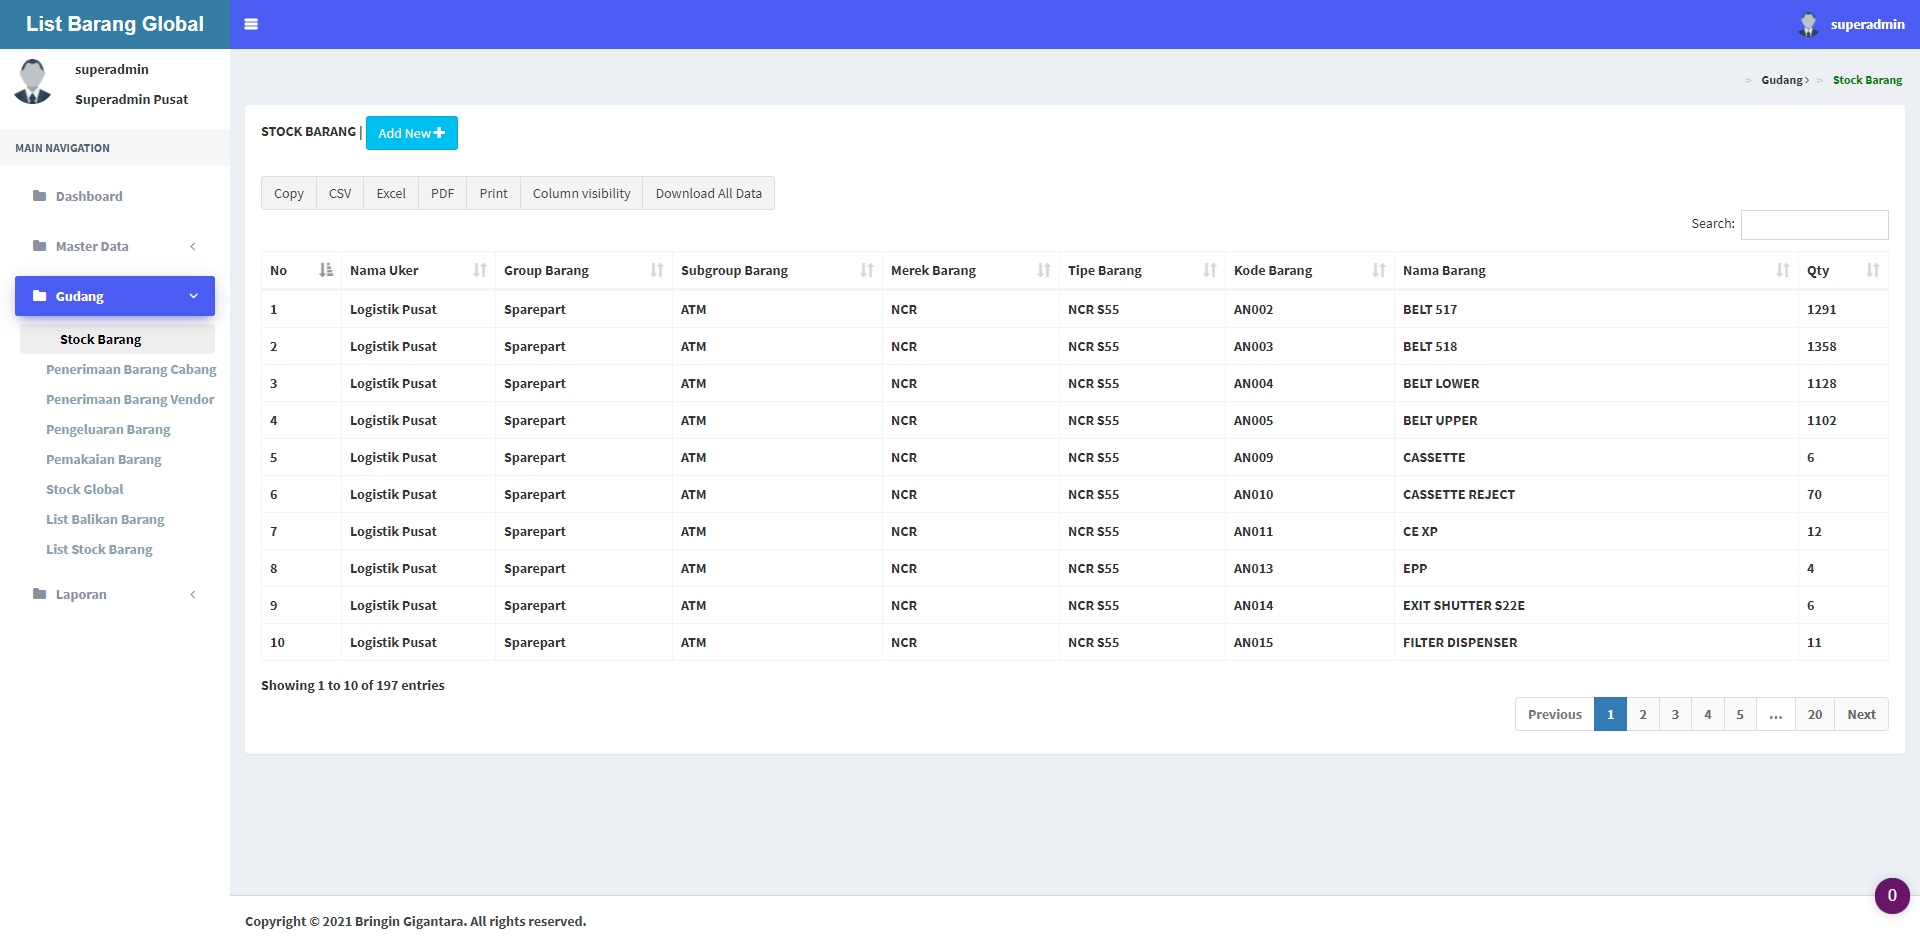 List Barang Global
superadmin
superadmin
Superadmin Pusat
> Gudang > Stock Barang
MAIN NAVIGATION
Dashboard
Master Data
Gudang
Stock Barang
Penerimaan Barang Cabang
Penerimaan Barang Vendor
Pengeluaran Barang
Pemakaian Barang
Stock Global
List Balikan Barang
List Stock Barang
Laporan
STOCK BARANG | Add New
Copy CSV Excel PDF Print Column visibility Download All Data
Search:
No Nama Uker Group Barang Subgroup Barang Merek Barang Tipe Barang Kode Barang Nama Barang Qty
1 Logistik Pusat Sparepart ATM NCR NCR S55 AN002 BELT 517 1291
2 Logistik Pusat Sparepart ATM NCR NCR S55 AN003 BELT 518 1358
3 Logistik Pusat Sparepart ATM NCR NCR S55 AN004 BELT LOWER 1128
4 Logistik Pusat Sparepart ATM NCR NCR S55 AN005 BELT UPPER 1102
5 Logistik Pusat Sparepart ATM NCR NCR S55 AN009 CASSETTE 6
6 Logistik Pusat Sparepart ATM NCR NCR S55 AN010 CASSETTE REJECT 70
7 Logistik Pusat Sparepart ATM NCR NCR S55 AN011 CE XP 12
8 Logistik Pusat Sparepart ATM NCR NCR S55 AN013 EPP 4
9 Logistik Pusat Sparepart ATM NCR NCR S55 AN014 EXIT SHUTTER S22E 6
10 Logistik Pusat Sparepart ATM NCR NCR S55 AN015 FILTER DISPENSER 11
Showing 1 to 10 of 197 entries
Previous 1 2 3 4 5 ... 20 Next
0
Copyright © 2021 Bringin Gigantara. All rights reserved.